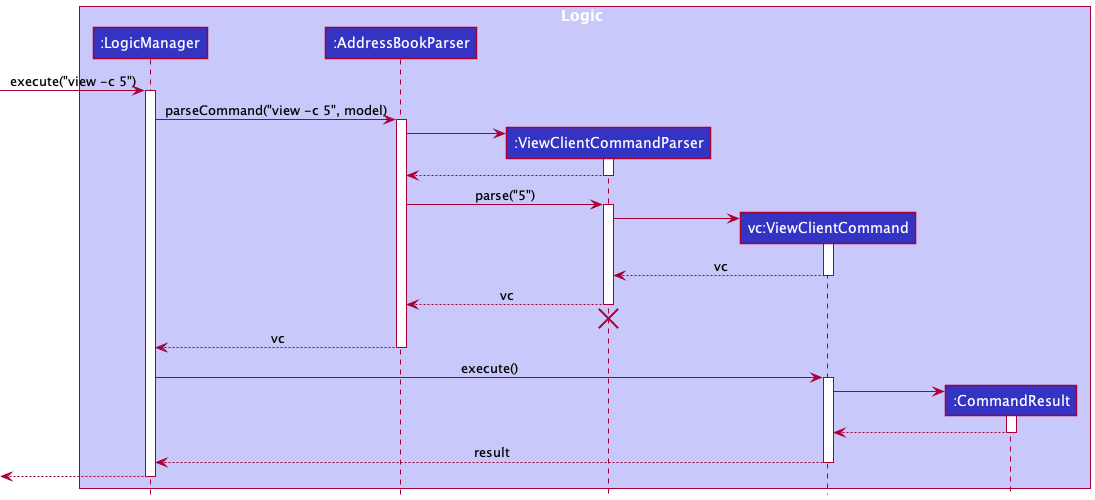 Logic
:LogicManager
:AddressBookParser
execute("view -c 5")
parseCommand("view -c 5", model)
:ViewClientCommandParser
parse("5")
vc:ViewClientCommand
vc
vc
vc
execute()
:CommandResult
result